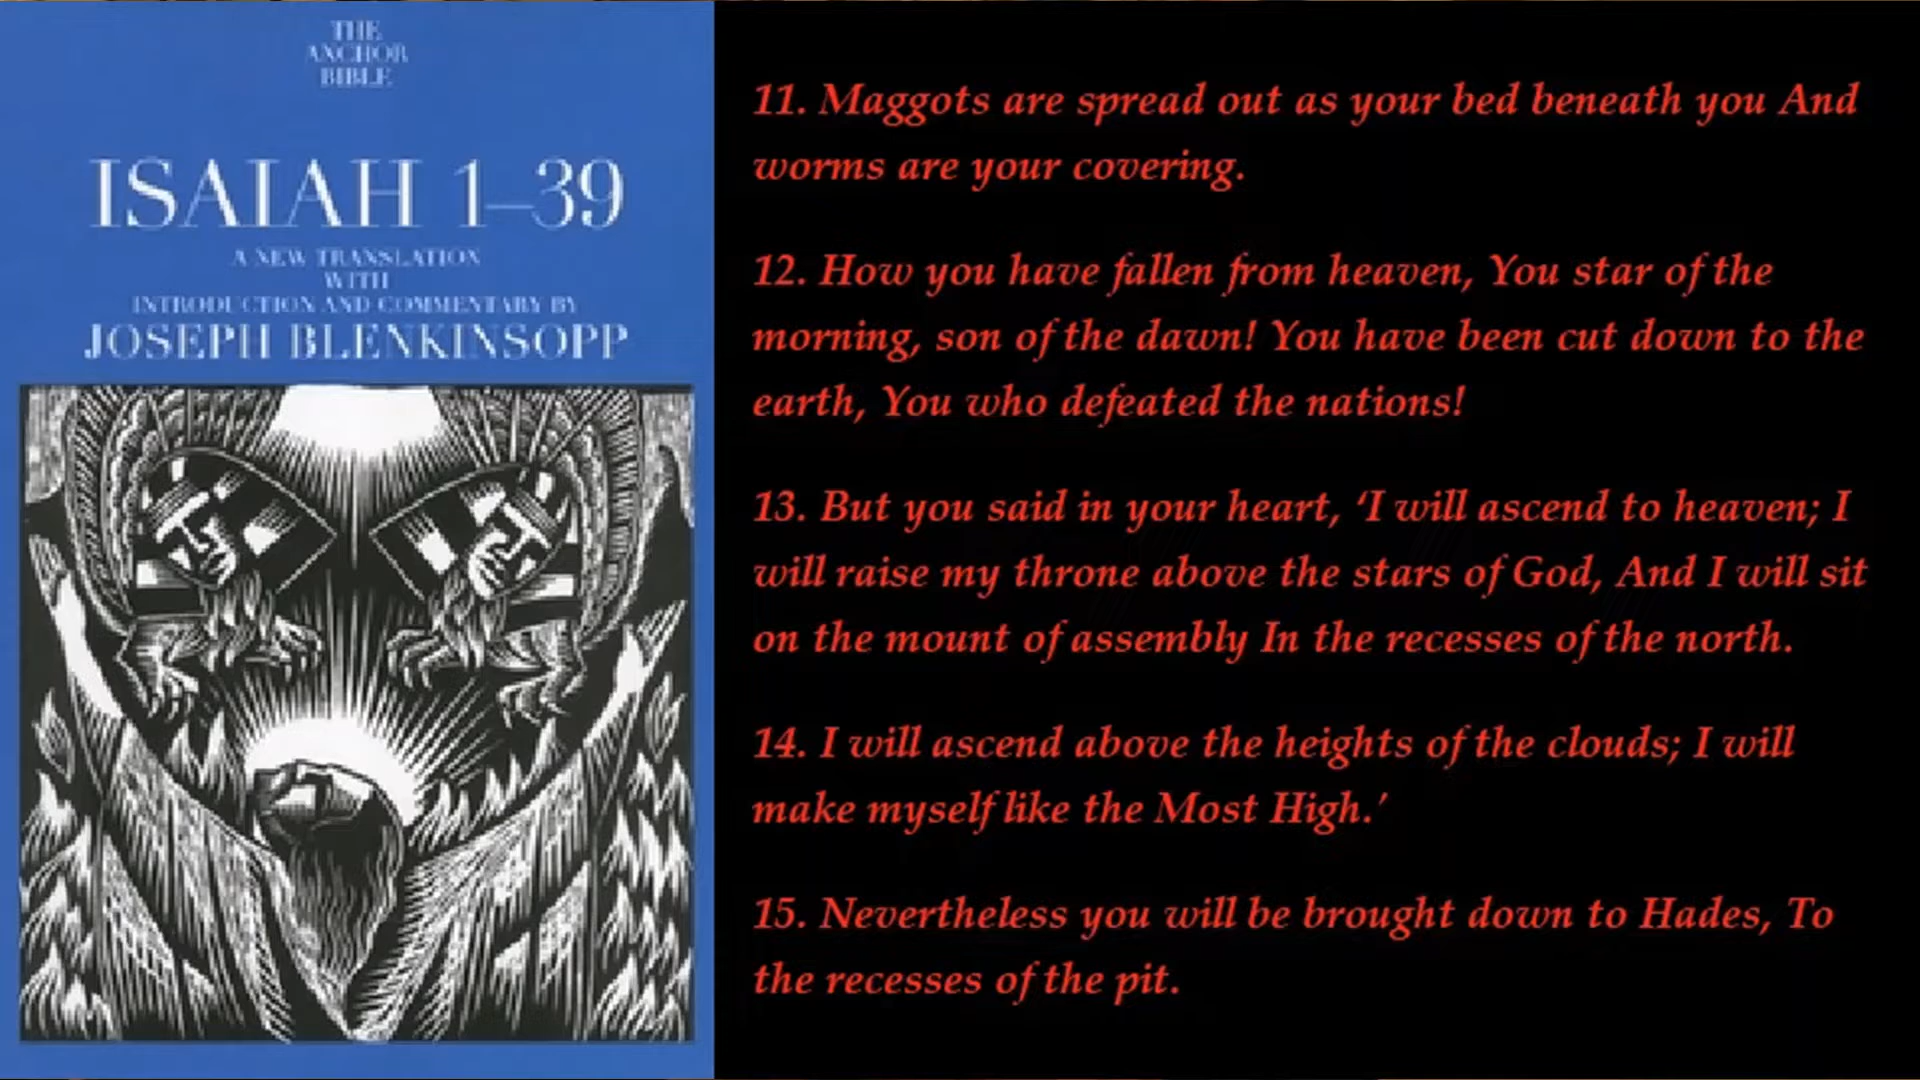 THE
ANCHOR
BIBLE
ISAIAH 1–39
A NEW TRANSLATION
WITH
INTRODUCTION AND COMMENTARY BY
JOSEPH BLENKINSOPP
11. Maggots are spread out as your bed beneath you And
worms are your covering.
12. How you have fallen from heaven, You star of the
morning, son of the dawn! You have been cut down to the
earth, You who defeated the nations!
13. But you said in your heart, ‘I will ascend to heaven; I
will raise my throne above the stars of God, And I will sit
on the mount of assembly In the recesses of the north.
14. I will ascend above the heights of the clouds; I will
make myself like the Most High.’
15. Nevertheless you will be brought down to Hades, To
the recesses of the pit.